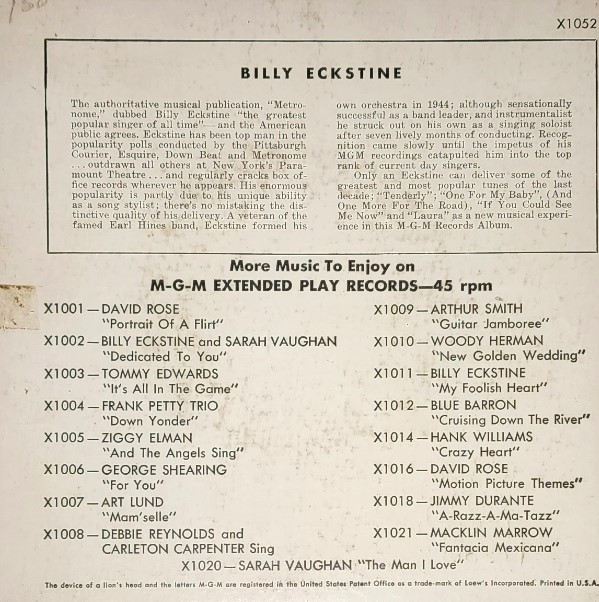 X1052
BILLY ECKSTINE
The authoritative musical publication, "Metro-
nome," dubbed Billy Eckstine "the greatest
popular singer of all time"—and the American
public agrees. Eckstine has been top man in the
popularity polls conducted by the Pittsburgh
Courier, Esquire, Down Beat and Metronome
... outdrawn all others at New York's Para-
mount Theatre ... and regularly cracks box of-
fice records wherever he appears. His enormous
popularity is partly due to his unique ability
as a song stylist; there's no mistaking the dis-
tinctive quality of his delivery. A veteran of the
famed Earl Hines band, Eckstine formed his
own orchestra in 1944; although sensationally
successful as a band leader, and instrumentalist
he struck out on his own as a singing soloist
after seven lively months of conducting. Recog-
nition came slowly until the impetus of his
MGM recordings catapulted him into the top
rank of current day singers.
Only an Eckstine can deliver some of the
greatest and most popular tunes of the last
decade; "Tenderly"; "One For My Baby", (And
One More For The Road), "If You Could See
Me Now" and "Laura" as a new musical experi-
ence in this M-G-M Records Album.
More Music To Enjoy on
M-G-M EXTENDED PLAY RECORDS—45 rpm
X1001—DAVID ROSE
"Portrait Of A Flirt"
X1002—BILLY ECKSTINE and SARAH VAUGHAN
"Dedicated To You"
X1003—TOMMY EDWARDS
"It's All In The Game"
X1004—FRANK PETTY TRIO
"Down Yonder"
X1005—ZIGGY ELMAN
"And The Angels Sing"
X1006—GEORGE SHEARING
"For You"
X1007—ART LUND
"Mam'selle"
X1008—DEBBIE REYNOLDS and
CARLETON CARPENTER Sing
X1009—ARTHUR SMITH
"Guitar Jamboree"
X1010—WOODY HERMAN
"New Golden Wedding"
X1011—BILLY ECKSTINE
"My Foolish Heart"
X1012—BLUE BARRON
"Cruising Down The River"
X1014—HANK WILLIAMS
"Crazy Heart"
X1016—DAVID ROSE
"Motion Picture Themes"
X1018—JIMMY DURANTE
"A-Razz-A-Ma-Tazz"
X1021—MACKLIN MARROW
"Fantacia Mexicana"
X1020—SARAH VAUGHAN "The Man I Love"
The device of a lion's head and the letters M-G-M are registered in the United States Patent Office as a trade-mark of Loew's Incorporated. Printed in U.S.A.